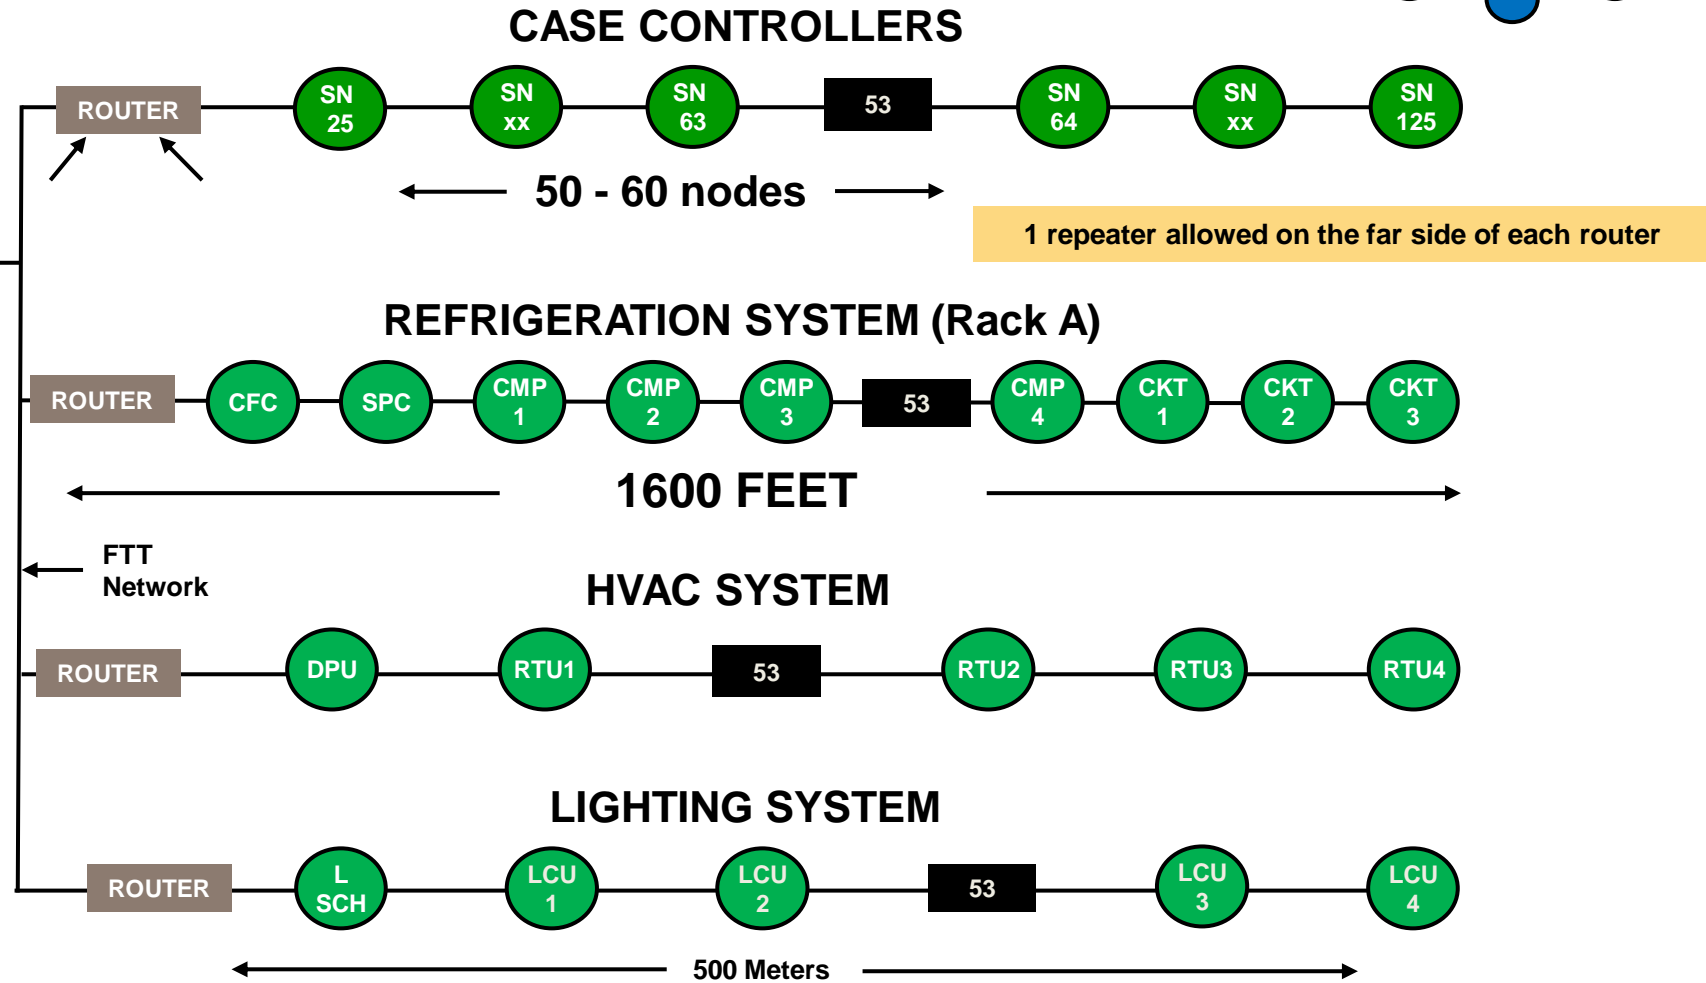 CASE CONTROLLERS
ROUTER
SN
25
SN
xx
SN
63
53
SN
64
SN
xx
SN
125
50 - 60 nodes
1 repeater allowed on the far side of each router
REFRIGERATION SYSTEM (Rack A)
ROUTER
CFC
SPC
CMP
1
CMP
2
CMP
3
53
CMP
4
CKT
1
CKT
2
CKT
3
1600 FEET
FTT
Network
HVAC SYSTEM
ROUTER
DPU
RTU1
53
RTU2
RTU3
RTU4
LIGHTING SYSTEM
ROUTER
L
SCH
LCU
1
LCU
2
53
LCU
3
LCU
4
500 Meters